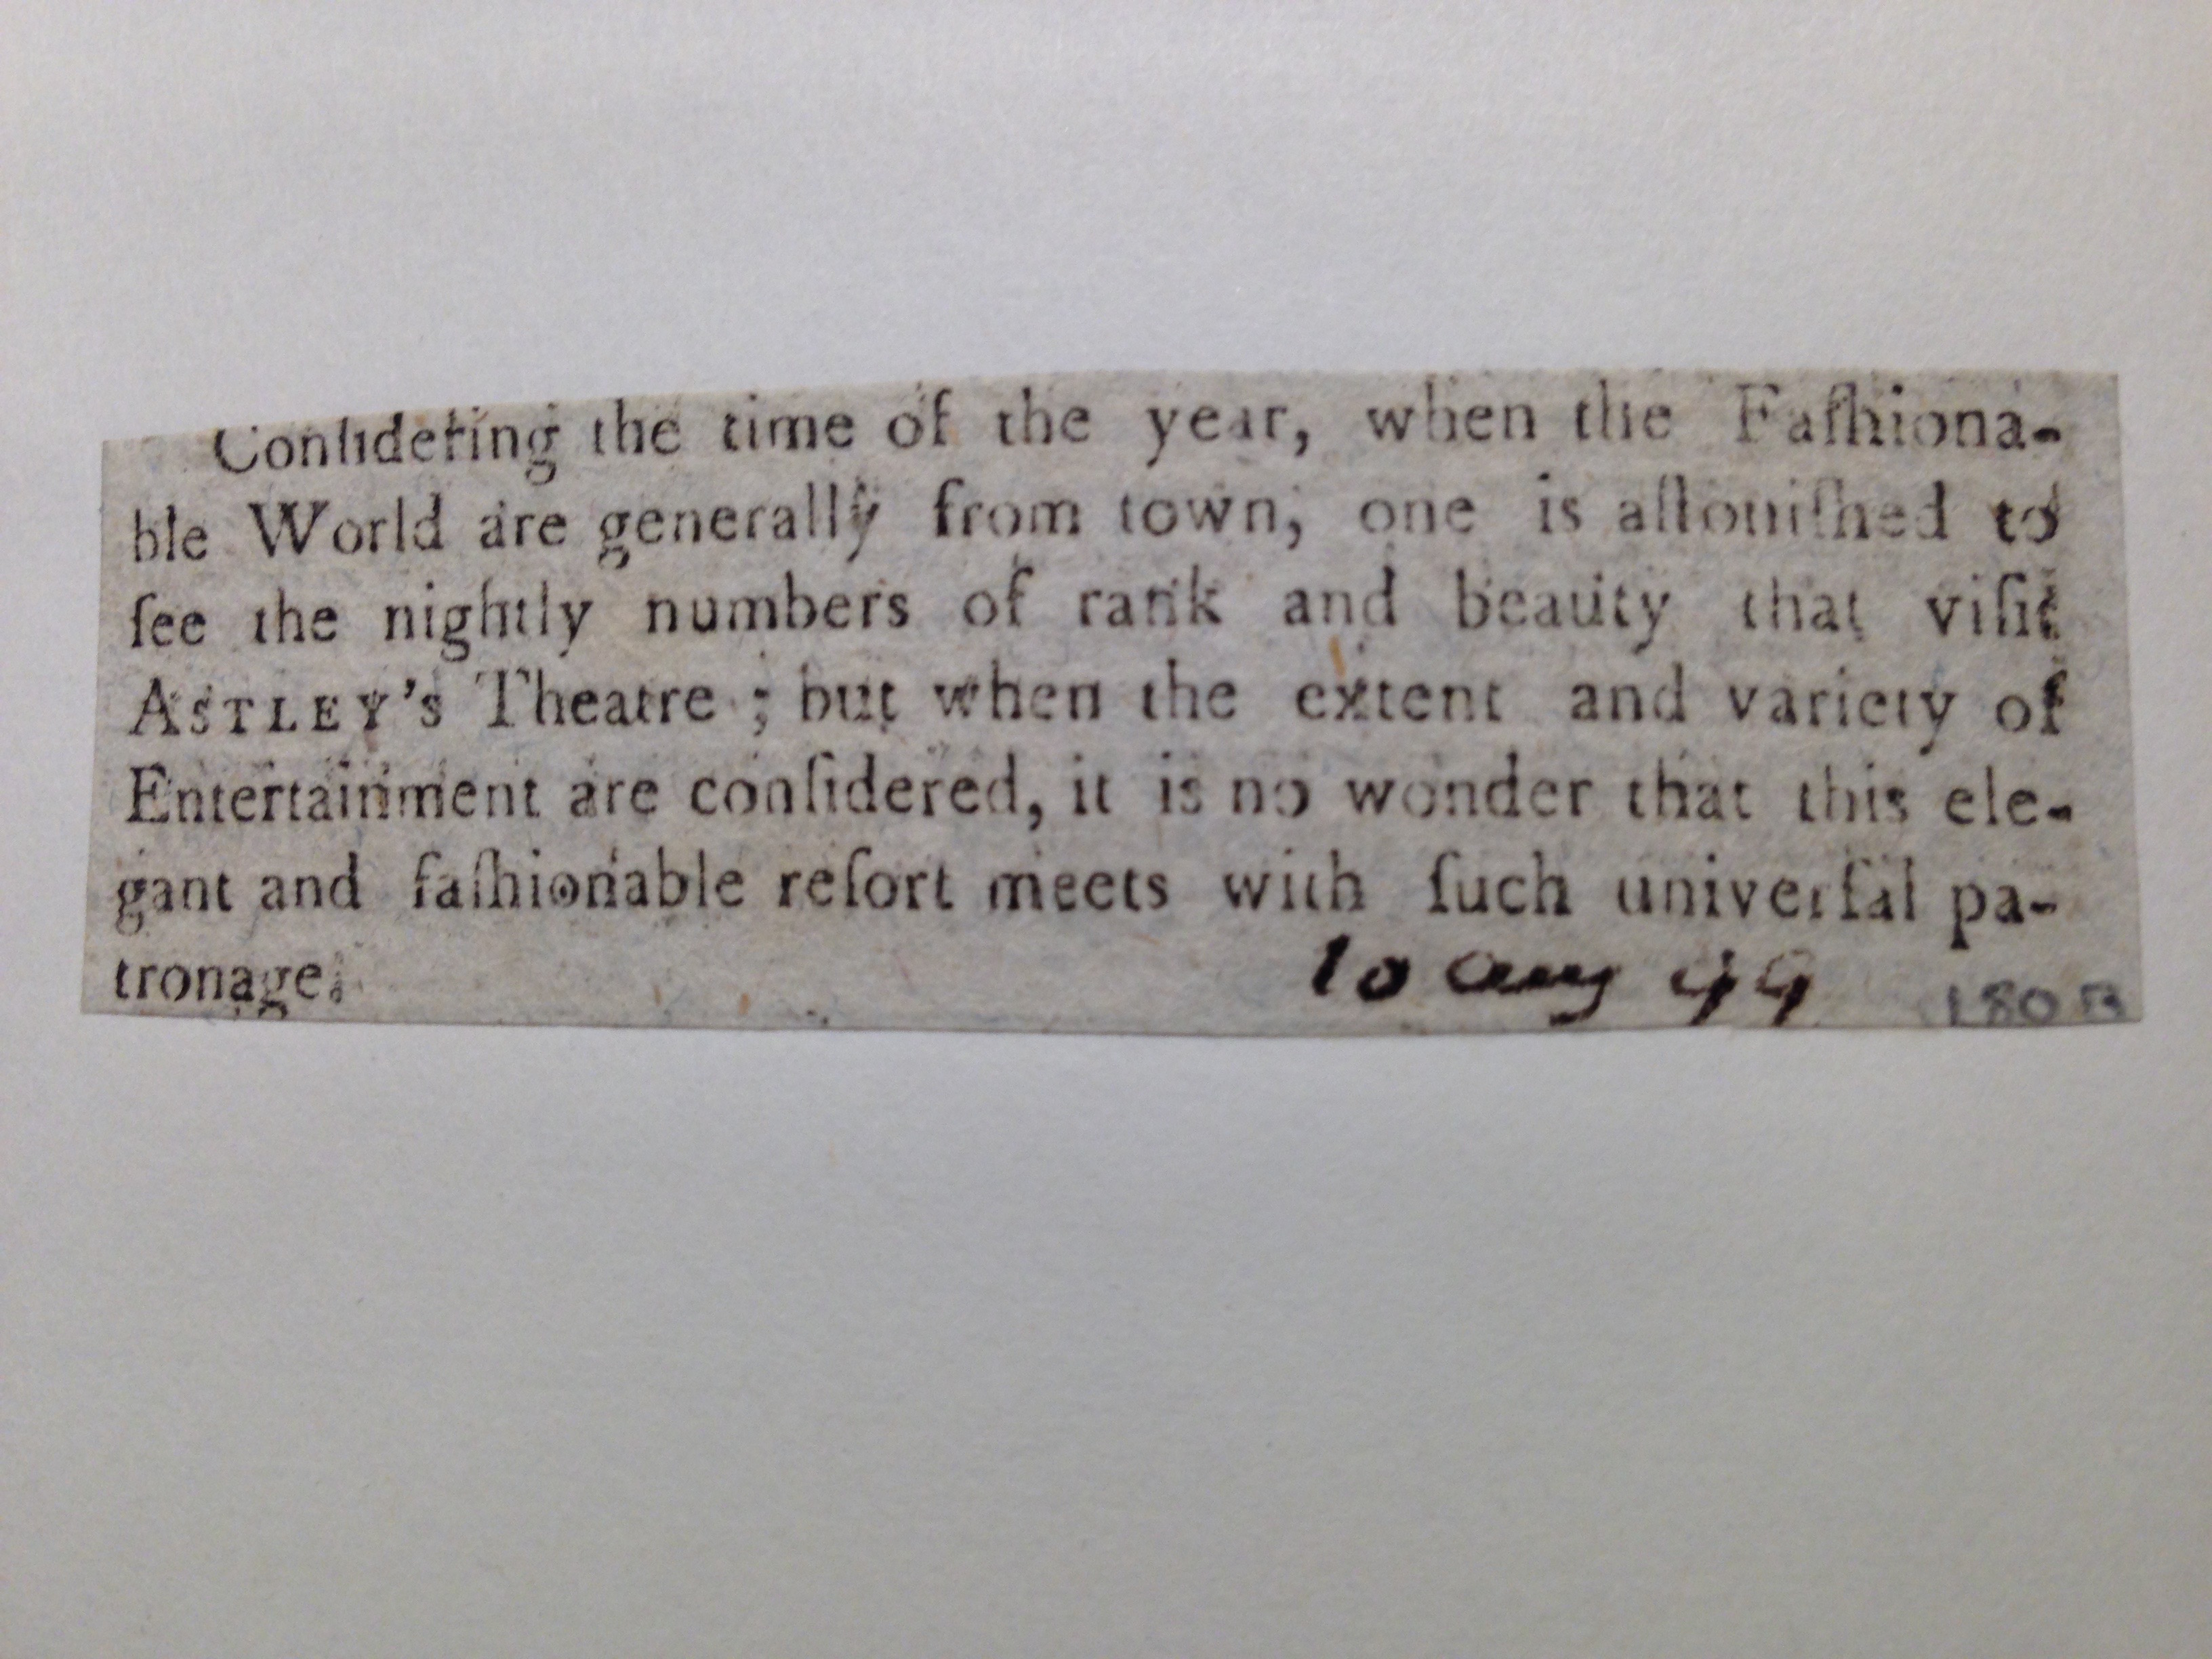 Conſidering the time of the year, when the Faſhiona-
ble World are generally from town, one is aſtoniſhed to
ſee the nightly numbers of rank and beauty that viſit
ASTLEY's Theatre ; but when the extent and variety of
Entertainment are conſidered, it is no wonder that this ele-
gant and faſhionable reſort meets with ſuch univerſal pa-
tronage.
10 Aug 99
180 B